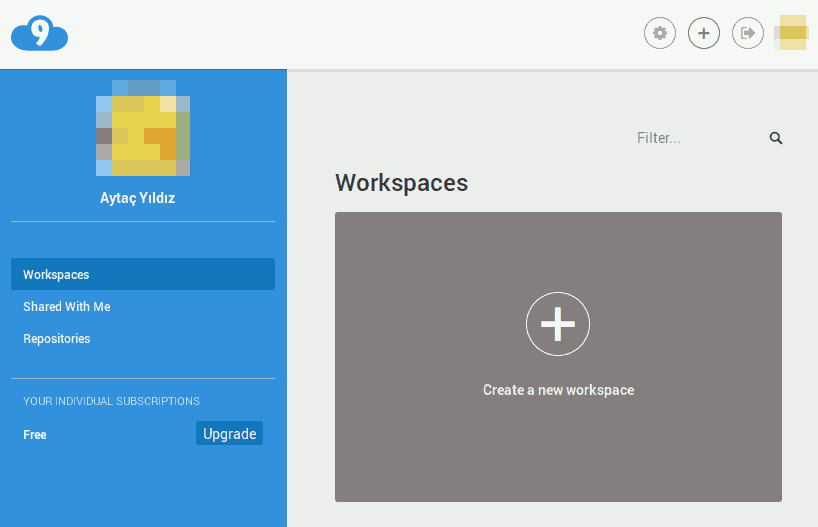 9
Filter...
Aytaç Yıldız
Workspaces
Shared With Me
Repositories
YOUR INDIVIDUAL SUBSCRIPTIONS
Free
Upgrade
Workspaces
Create a new workspace